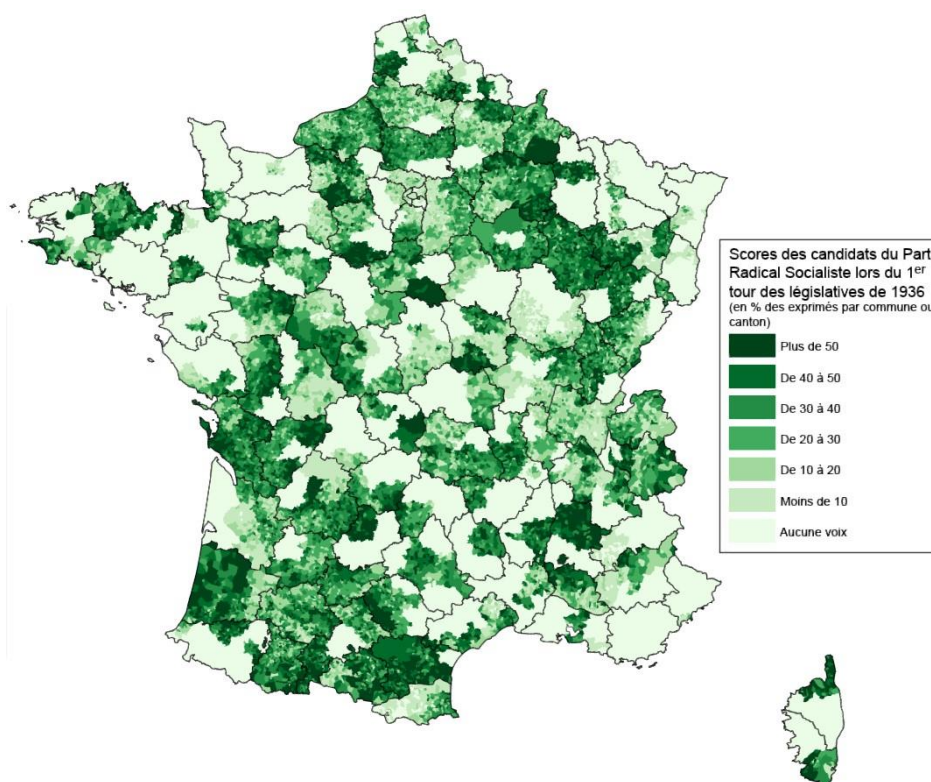 Scores des candidats du Part
Radical Socialiste lors du 1er
tour des législatives de 1936
(en % des exprimés par commune ou
canton)
Plus de 50
De 40 à 50
De 30 à 40
De 20 à 30
De 10 à 20
Moins de 10
Aucune voix